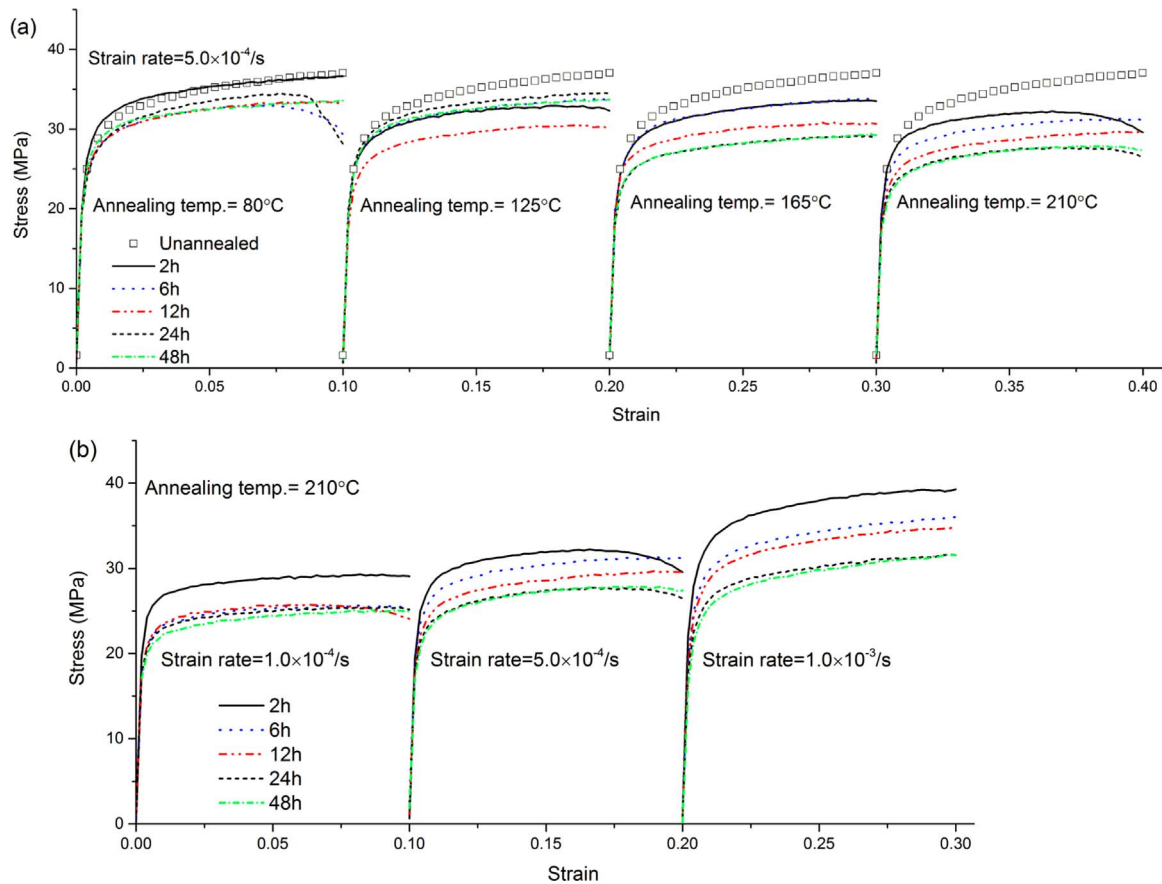 (a)
Strain rate=5.0×10⁻⁴/s
Stress (MPa)
40
30
20
10
0
Annealing temp.= 80°C
Annealing temp.= 125°C
Annealing temp.= 165°C
Annealing temp.= 210°C
Unannealed
2h
6h
12h
24h
48h
0.00
0.05
0.10
0.15
0.20
0.25
0.30
0.35
0.40
Strain
(b)
Annealing temp.= 210°C
Stress (MPa)
40
30
20
10
0
Strain rate=1.0×10⁻⁴/s
Strain rate=5.0×10⁻⁴/s
Strain rate=1.0×10⁻³/s
2h
6h
12h
24h
48h
0.00
0.05
0.10
0.15
0.20
0.25
0.30
Strain